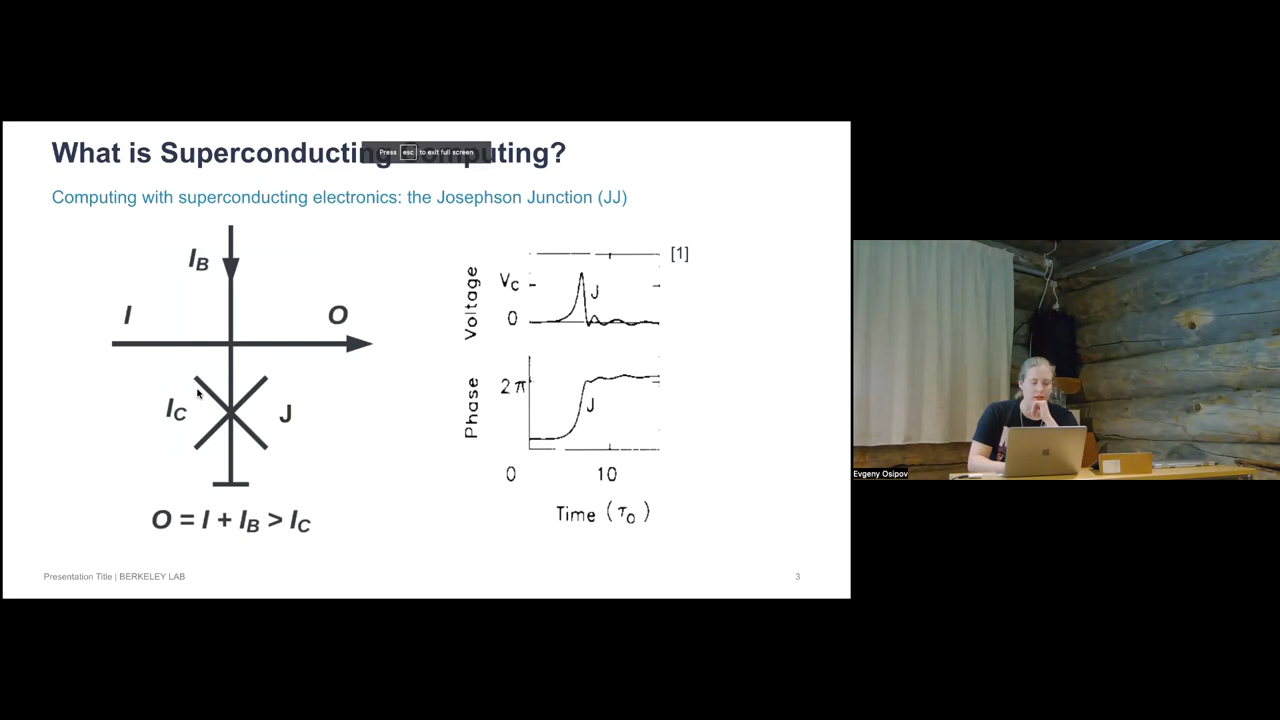 What is Superconducting Computing?
Press esc to exit full screen
Computing with superconducting electronics: the Josephson Junction (JJ)
I_B
I
O
I_C
J
O = I + I_B > I_C
[1]
Voltage
V_C
0
J
Phase
2π
J
0
10
Time (τ_0)
Presentation Title | BERKELEY LAB
3
Evgeny Osipov